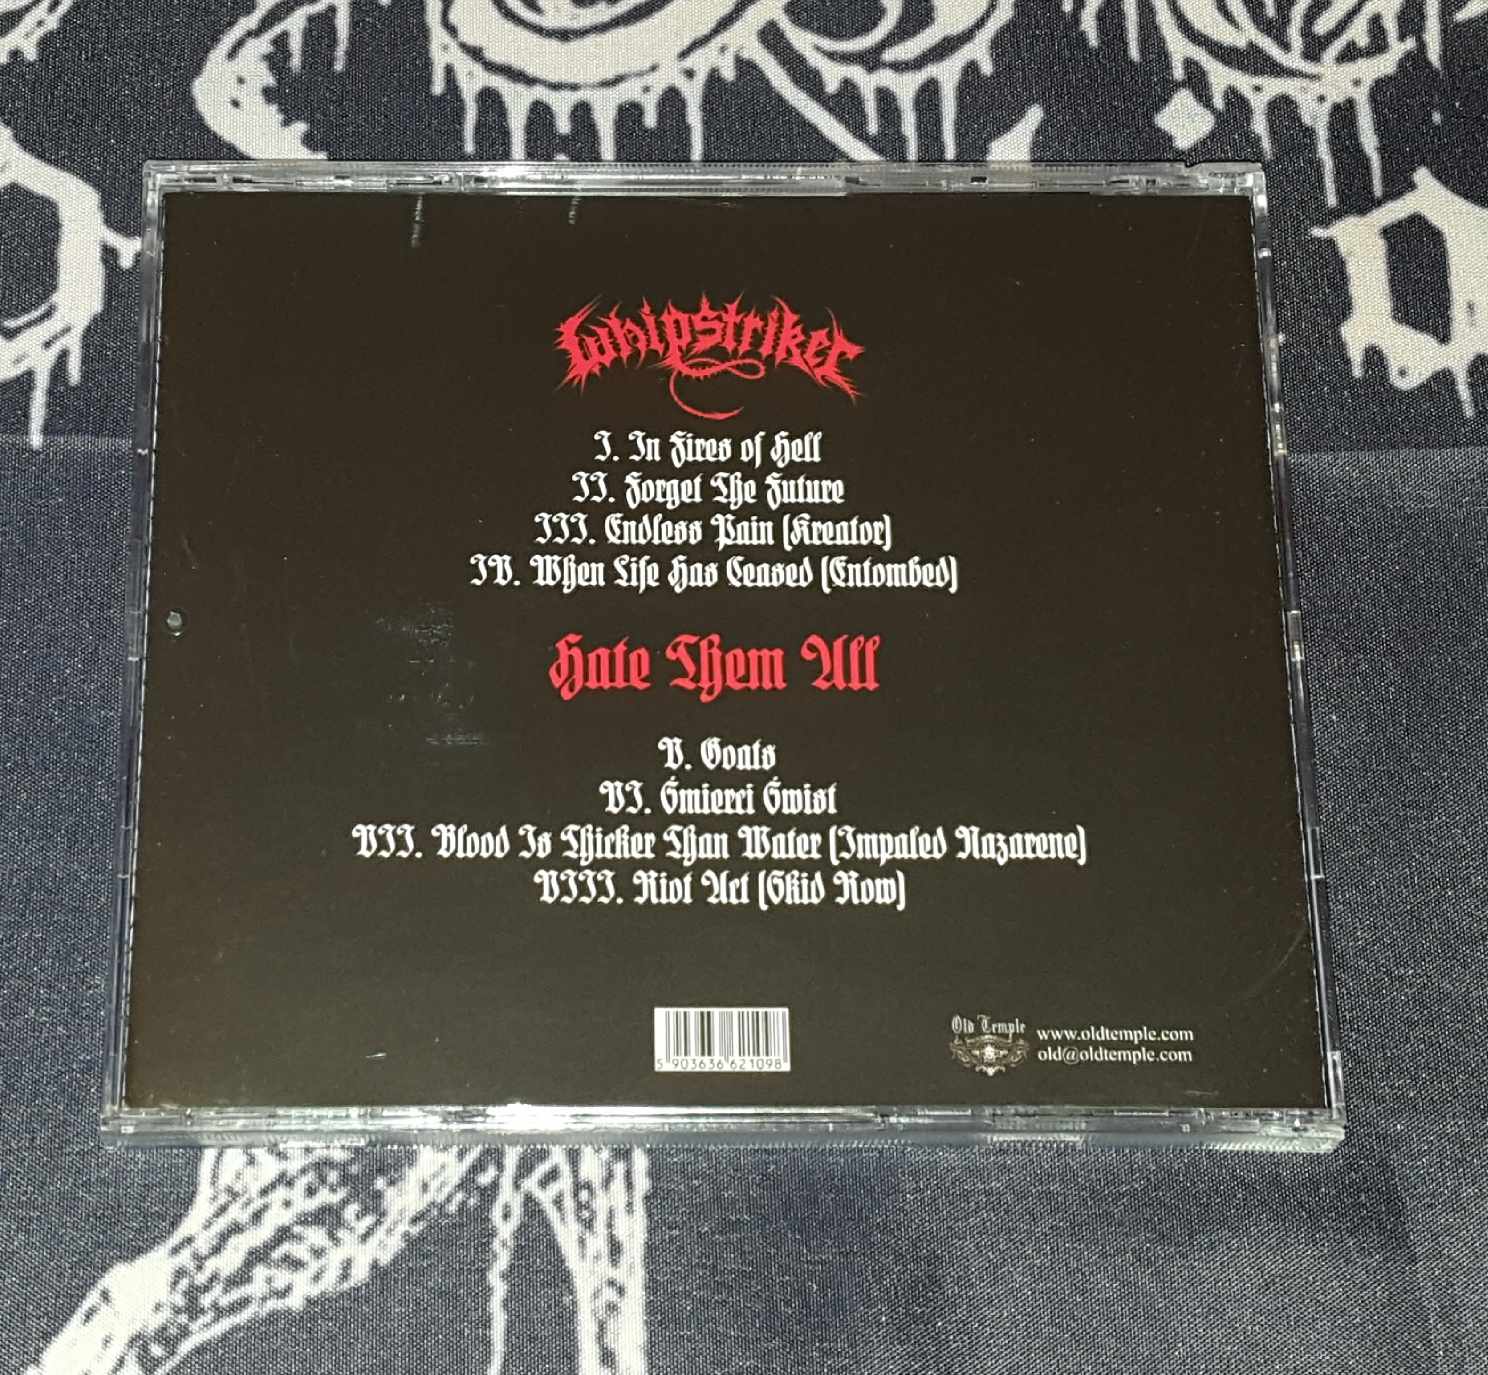 Whipstriker
I. In Fires of Hell
II. Forget The Future
III. Endless Pain (Kreator)
IV. When Life Has Ceased (Entombed)
Hate Them All
V. Goats
VI. Śmierci Świst
VII. Blood Is Thicker Than Water (Impaled Nazarene)
VIII. Riot Act (Skid Row)
5 903636 621098
Old Temple
www.oldtemple.com
old@oldtemple.com